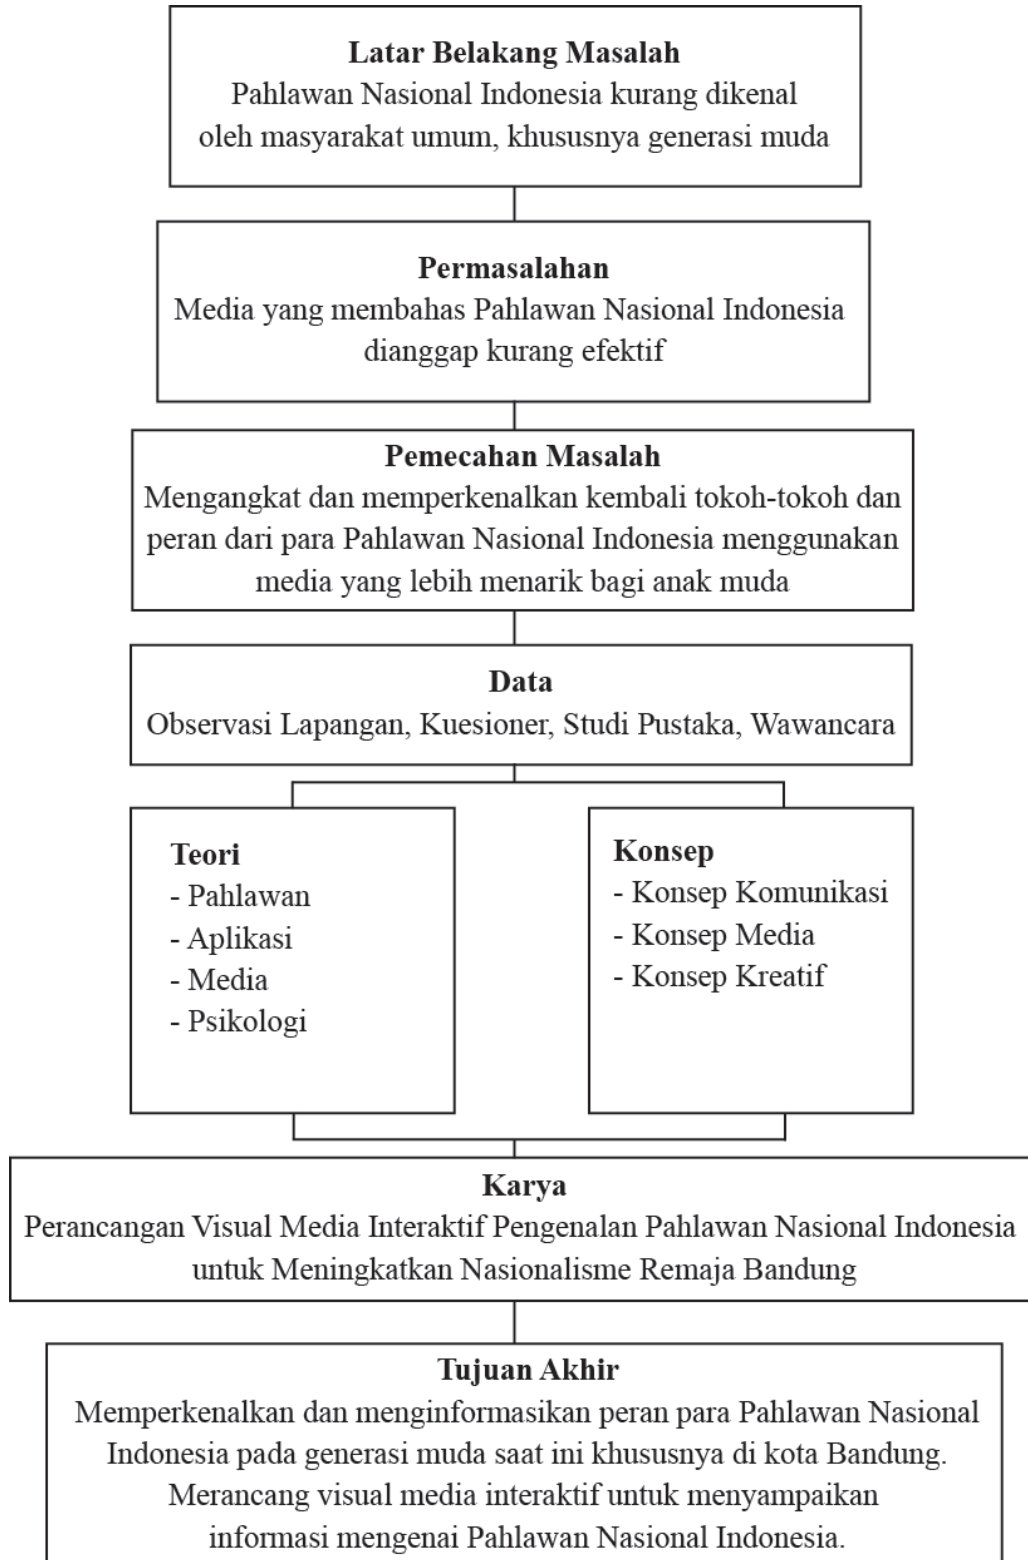 Latar Belakang Masalah
Pahlawan Nasional Indonesia kurang dikenal
oleh masyarakat umum, khususnya generasi muda
Permasalahan
Media yang membahas Pahlawan Nasional Indonesia
dianggap kurang efektif
Pemecahan Masalah
Mengangkat dan memperkenalkan kembali tokoh-tokoh dan
peran dari para Pahlawan Nasional Indonesia menggunakan
media yang lebih menarik bagi anak muda
Data
Observasi Lapangan, Kuesioner, Studi Pustaka, Wawancara
Teori
- Pahlawan
- Aplikasi
- Media
- Psikologi
Konsep
- Konsep Komunikasi
- Konsep Media
- Konsep Kreatif
Karya
Perancangan Visual Media Interaktif Pengenalan Pahlawan Nasional Indonesia
untuk Meningkatkan Nasionalisme Remaja Bandung
Tujuan Akhir
Memperkenalkan dan menginformasikan peran para Pahlawan Nasional
Indonesia pada generasi muda saat ini khususnya di kota Bandung.
Merancang visual media interaktif untuk menyampaikan
informasi mengenai Pahlawan Nasional Indonesia.